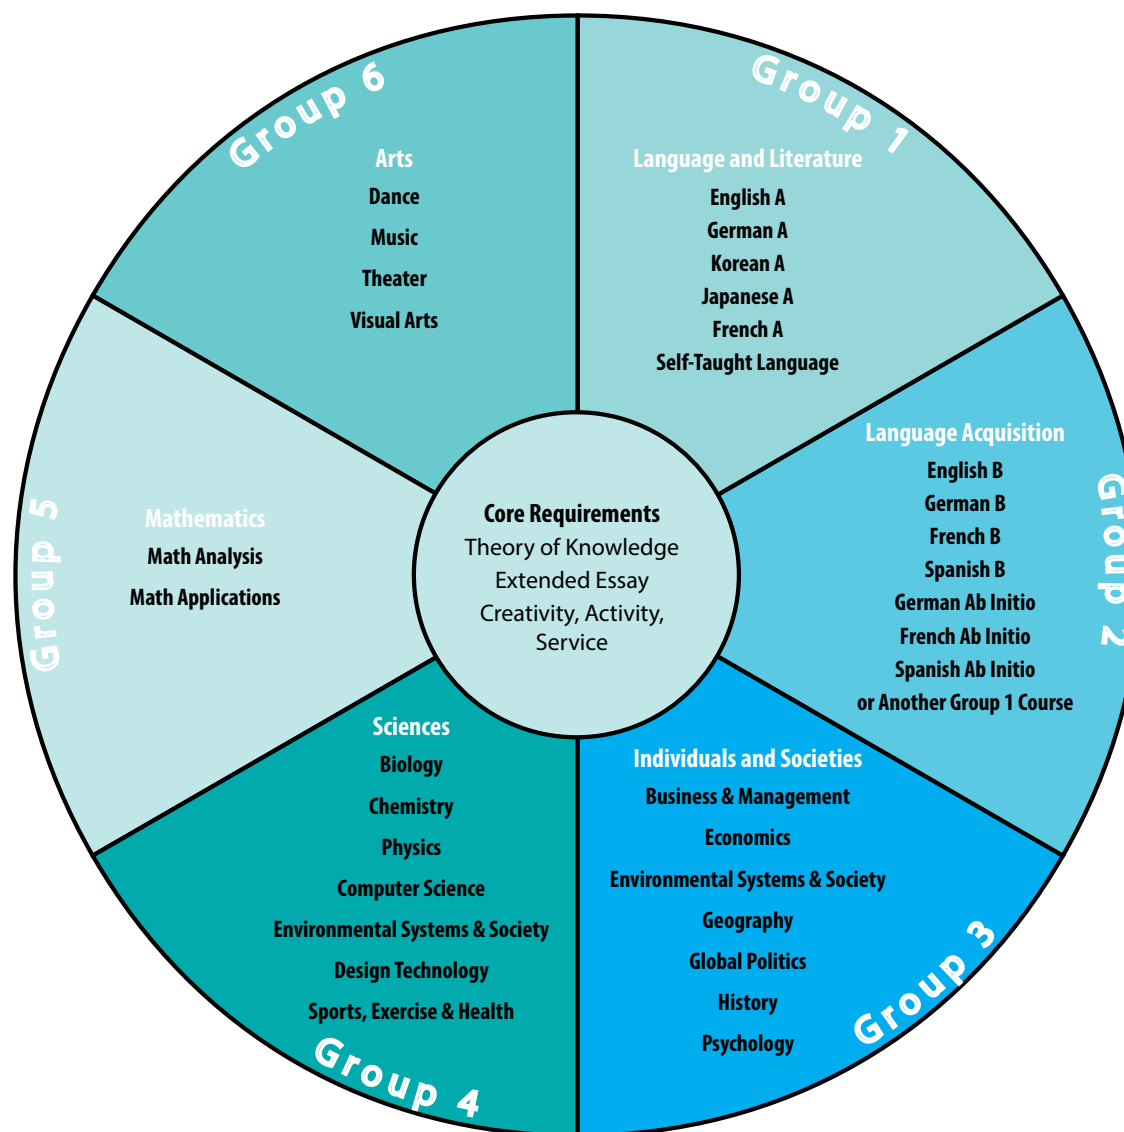 Group 1
Language and Literature
English A
German A
Korean A
Japanese A
French A
Self-Taught Language
Group 2
Language Acquisition
English B
German B
French B
Spanish B
German Ab Initio
French Ab Initio
Spanish Ab Initio
or Another Group 1 Course
Group 3
Individuals and Societies
Business & Management
Economics
Environmental Systems & Society
Geography
Global Politics
History
Psychology
Group 4
Sciences
Biology
Chemistry
Physics
Computer Science
Environmental Systems & Society
Design Technology
Sports, Exercise & Health
Group 5
Mathematics
Math Analysis
Math Applications
Group 6
Arts
Dance
Music
Theater
Visual Arts
Core Requirements
Theory of Knowledge
Extended Essay
Creativity, Activity,
Service